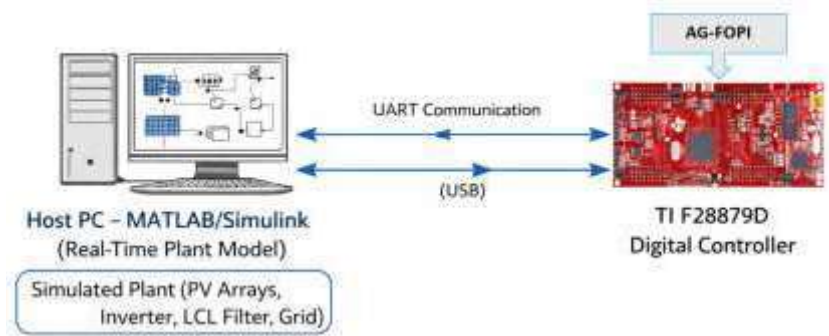 AG-FOPI
UART Communication
(USB)
Host PC – MATLAB/Simulink
(Real-Time Plant Model)
Simulated Plant (PV Arrays,
Inverter, LCL Filter, Grid)
TI F28879D
Digital Controller